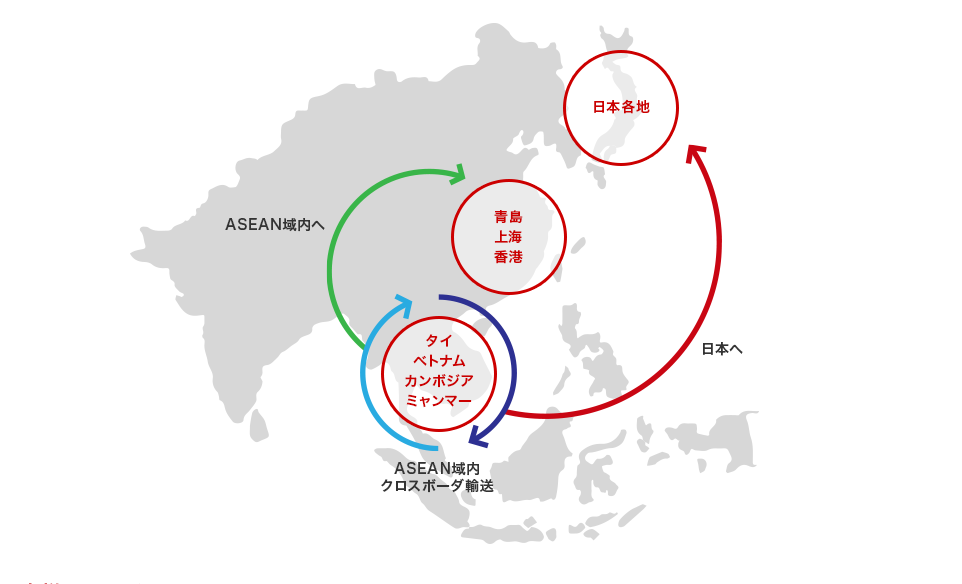 日本各地
青島
上海
香港
ASEAN域内へ
タイ
ベトナム
カンボジア
ミャンマー
日本へ
ASEAN域内
クロスボーダ輸送